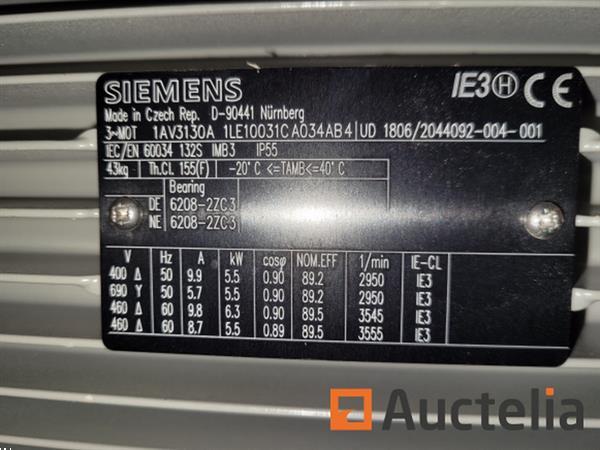 SIEMENS IE3 H CE
Made in Czech Rep. D-90441 Nürnberg
3~MOT 1AV3130A 1LE10031CA034AB4 UD 1806/2044092-004-001
IEC/EN 60034 132S IMB3 IP55
43kg Th.Cl. 155(F) -20°C <=TAMB<=40°C
Bearing
DE 6208-2ZC3
NE 6208-2ZC3
V Hz A kW cosφ NOM.EFF 1/min IE-CL
400 Δ 50 9.9 5.5 0.90 89.2 2950 IE3
690 Y 50 5.7 5.5 0.90 89.2 2950 IE3
460 Δ 60 9.8 6.3 0.90 89.5 3545 IE3
460 Δ 60 8.7 5.5 0.89 89.5 3555 IE3
Auctelia